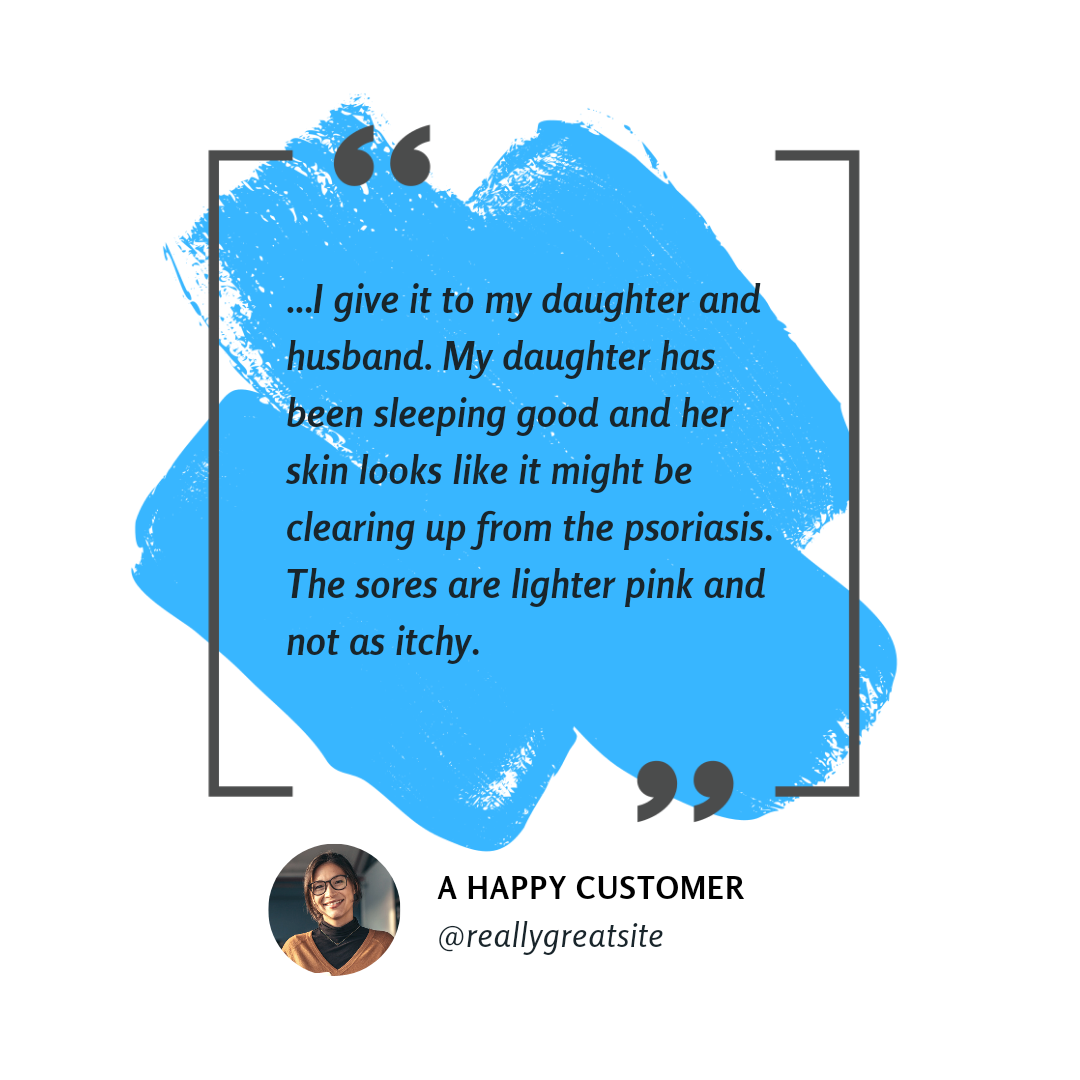 “
...I give it to my daughter and
husband. My daughter has
been sleeping good and her
skin looks like it might be
clearing up from the psoriasis.
The sores are lighter pink and
not as itchy.
”
A HAPPY CUSTOMER
@reallygreatsite